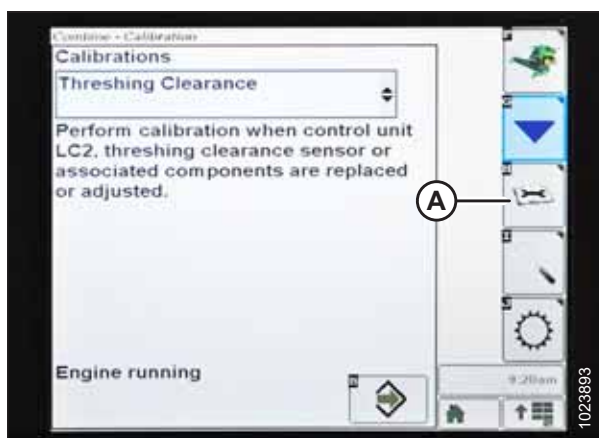 Combine - Calibration
Calibrations
Threshing Clearance
Perform calibration when control unit
LC2, threshing clearance sensor or
associated components are replaced
or adjusted.
A
Engine running
9:20am
1023893